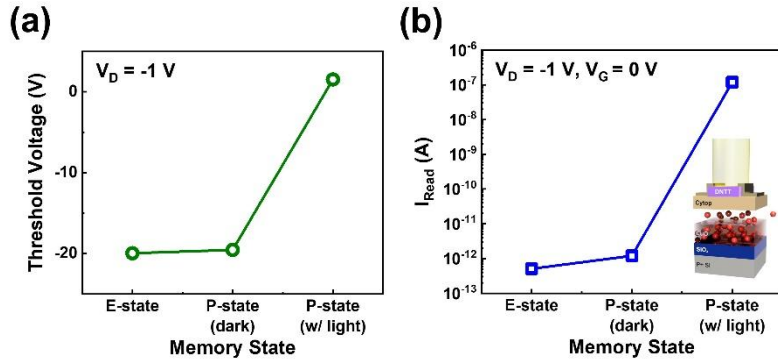 (a)
V_D = -1 V
Threshold Voltage (V)
0
-10
-20
E-state
P-state
(dark)
P-state
(w/ light)
Memory State
(b)
V_D = -1 V, V_G = 0 V
I_Read (A)
10^-6
10^-7
10^-8
10^-9
10^-10
10^-11
10^-12
10^-13
DNTT
Cytop
SiO₂
E-state
P-state
(dark)
P-state
(w/ light)
Memory State